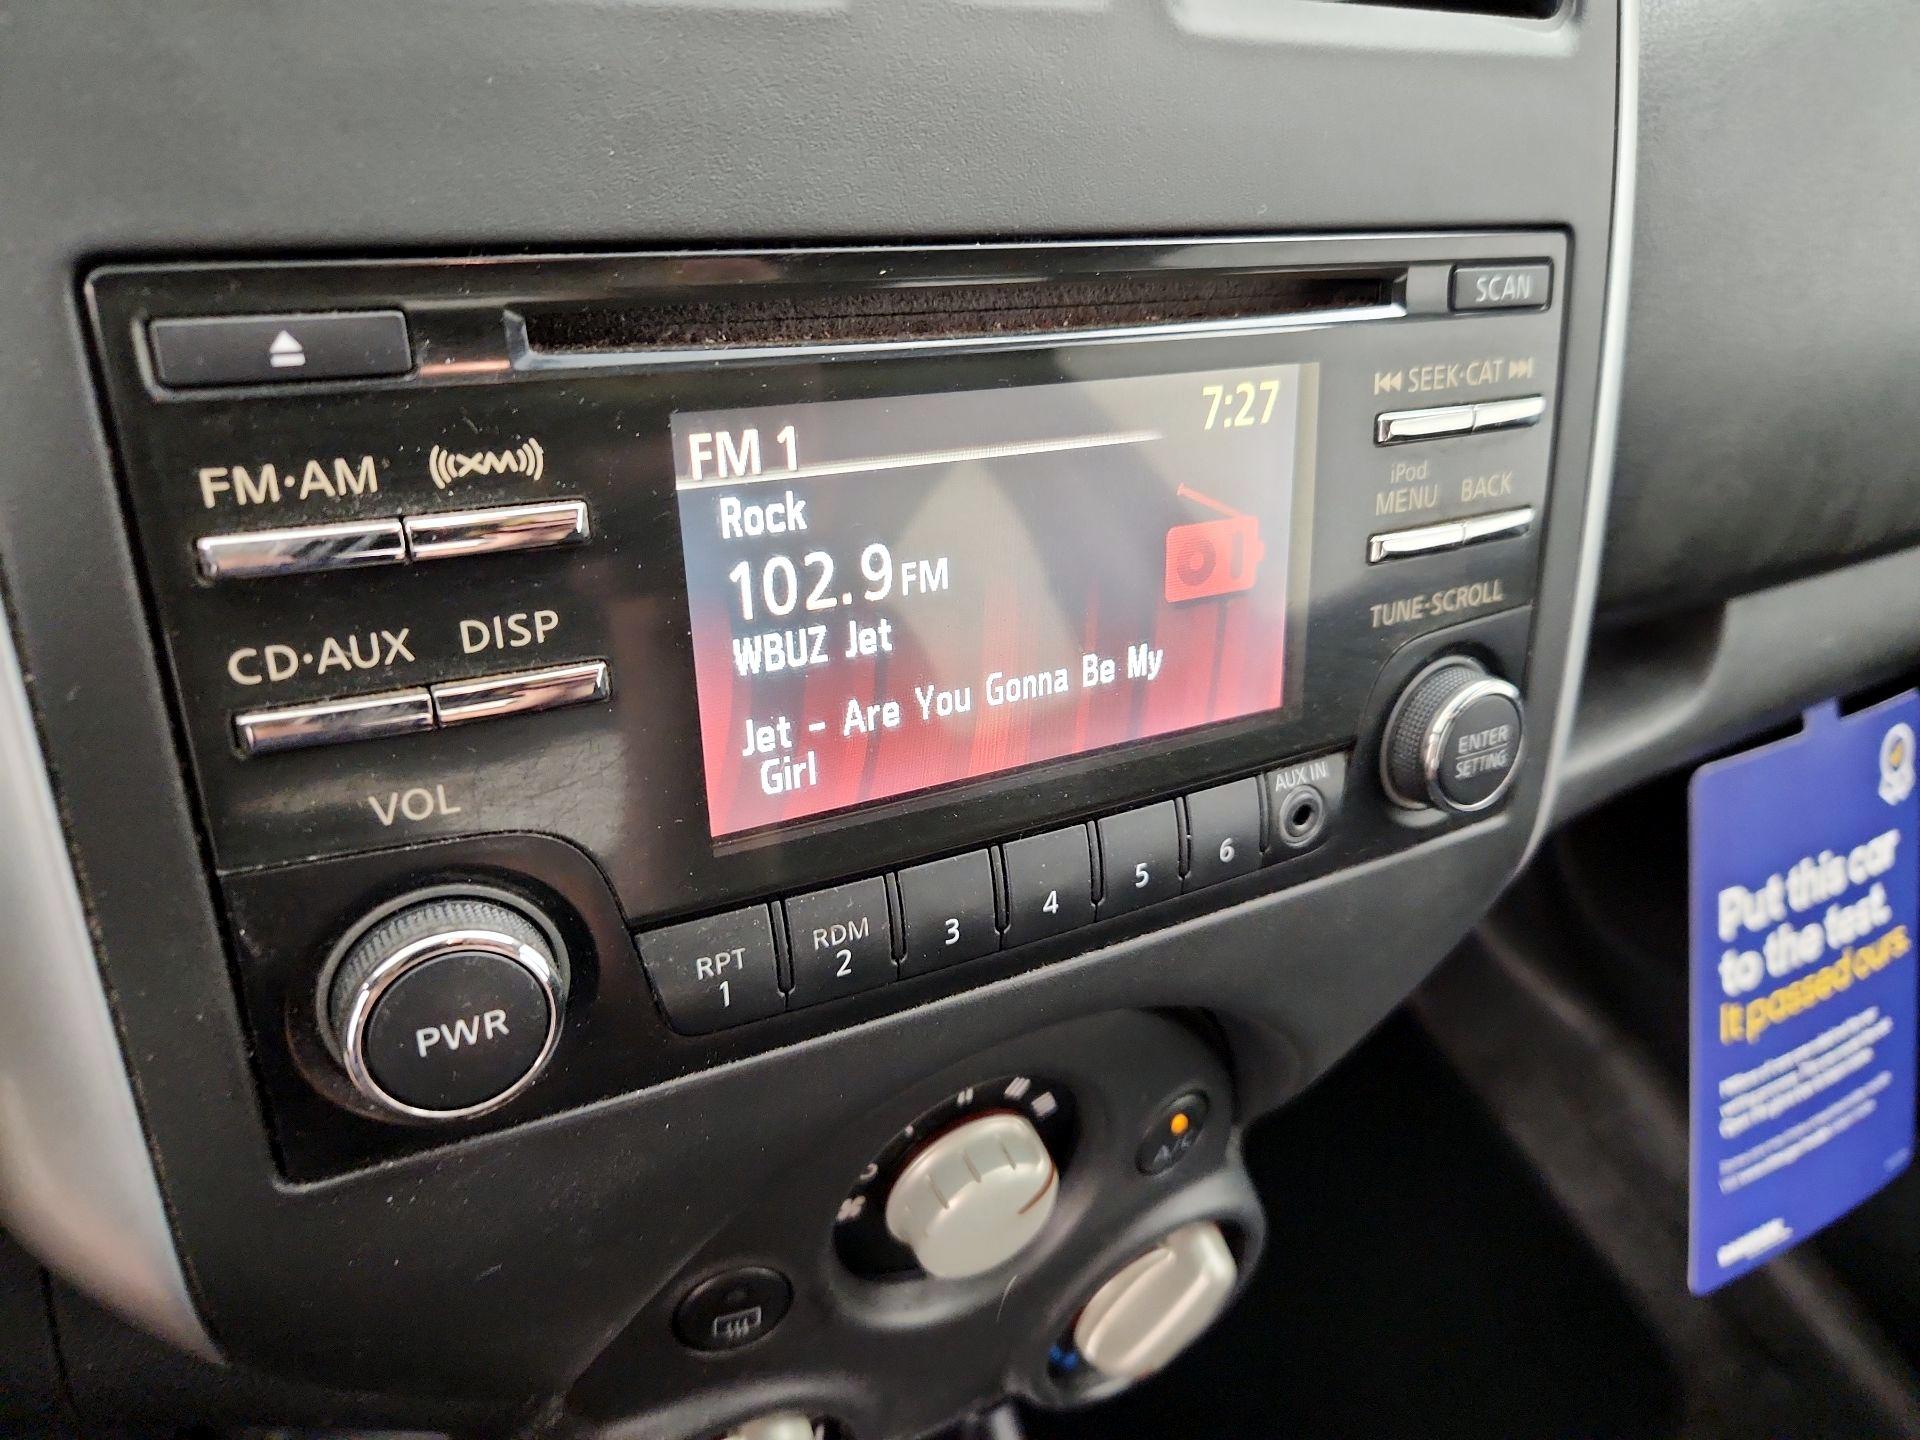 SCAN
SEEK·CAT
FM·AM
XM
7:27
FM 1
Rock
102.9 FM
WBUZ Jet
Jet - Are You Gonna Be My
Girl
iPod
MENU
BACK
CD·AUX
DISP
TUNE·SCROLL
ENTER
SETTING
VOL
PWR
RPT
1
RDM
2
3
4
5
6
AUX IN
A/C
Put this car
to the test.
It passed ours.